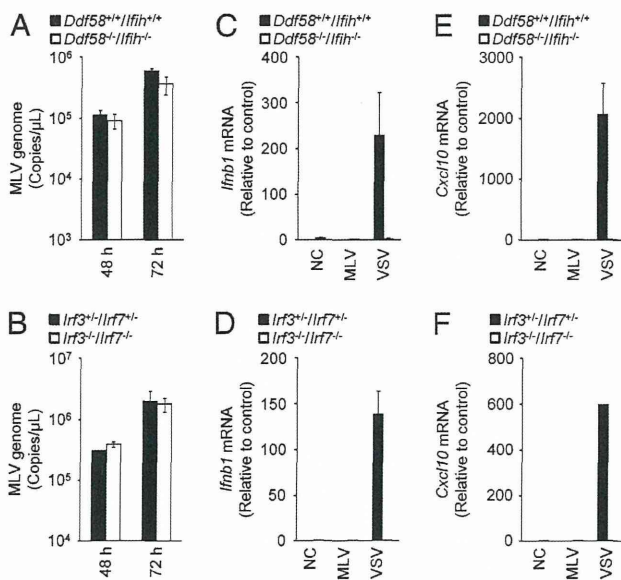 A
Ddf58+/+/Ifih+/+
Ddf58-/-/Ifih-/-
MLV genome
(Copies/μL)
10⁶
10⁵
10⁴
10³
48 h
72 h
C
Ddf58+/+/Ifih+/+
Ddf58-/-/Ifih-/-
Ifnb1 mRNA
(Relative to control)
400
300
200
100
0
NC
MLV
VSV
E
Ddf58+/+/Ifih+/+
Ddf58-/-/Ifih-/-
Cxcl10 mRNA
(Relative to control)
3000
2000
1000
0
NC
MLV
VSV
B
Irf3+/-/Irf7+/-
Irf3-/-/Irf7-/-
MLV genome
(Copies/μL)
10⁷
10⁶
10⁵
10⁴
48 h
72 h
D
Irf3+/-/Irf7+/-
Irf3-/-/Irf7-/-
Ifnb1 mRNA
(Relative to control)
200
150
100
50
0
NC
MLV
VSV
F
Irf3+/-/Irf7+/-
Irf3-/-/Irf7-/-
Cxcl10 mRNA
(Relative to control)
800
600
400
200
0
NC
MLV
VSV